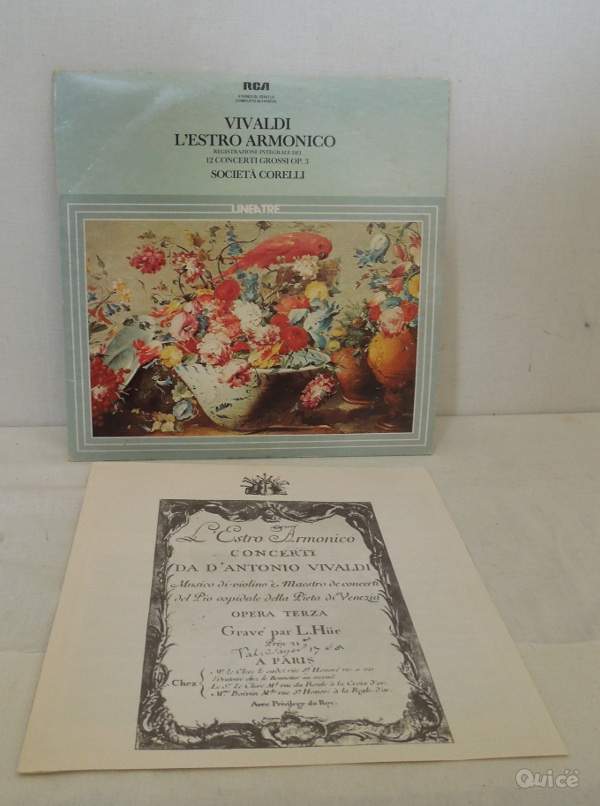 RCA
VIVALDI
L'ESTRO ARMONICO
REGISTRAZIONE INTEGRALE DEI
12 CONCERTI GROSSI OP. 3
SOCIETÀ CORELLI
LINEATRE
L'Estro Armonico
CONCERTI
DA D'ANTONIO VIVALDI
Musico di violino è Maestro de concerti
del Pio ospidale della Pieta di Venezia
OPERA TERZA
Gravé par L. Hüe
A PARIS
Chez
Avec Privilege du Roy.
Quicé